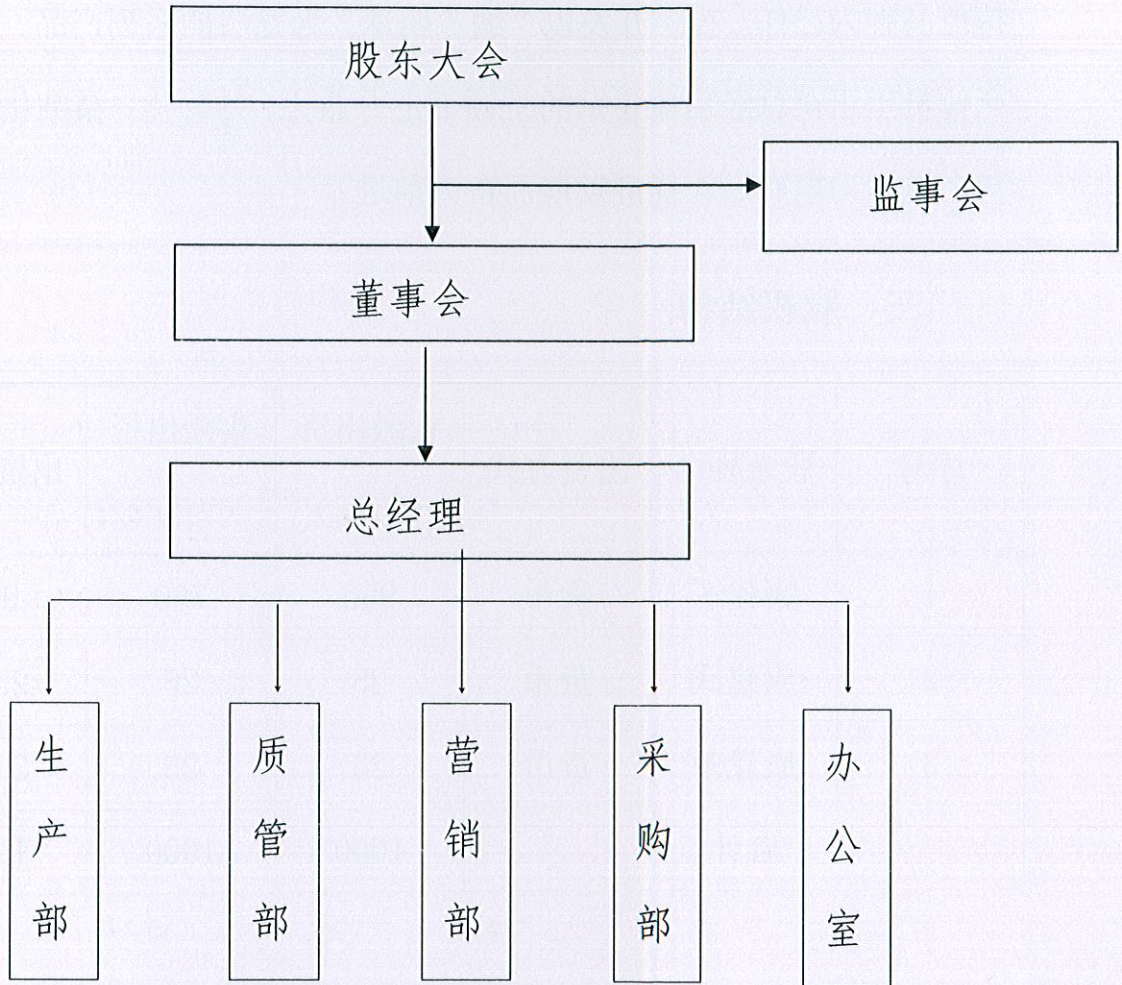 股东大会
监事会
董事会
总经理
生产部
质管部
营销部
采购部
办公室